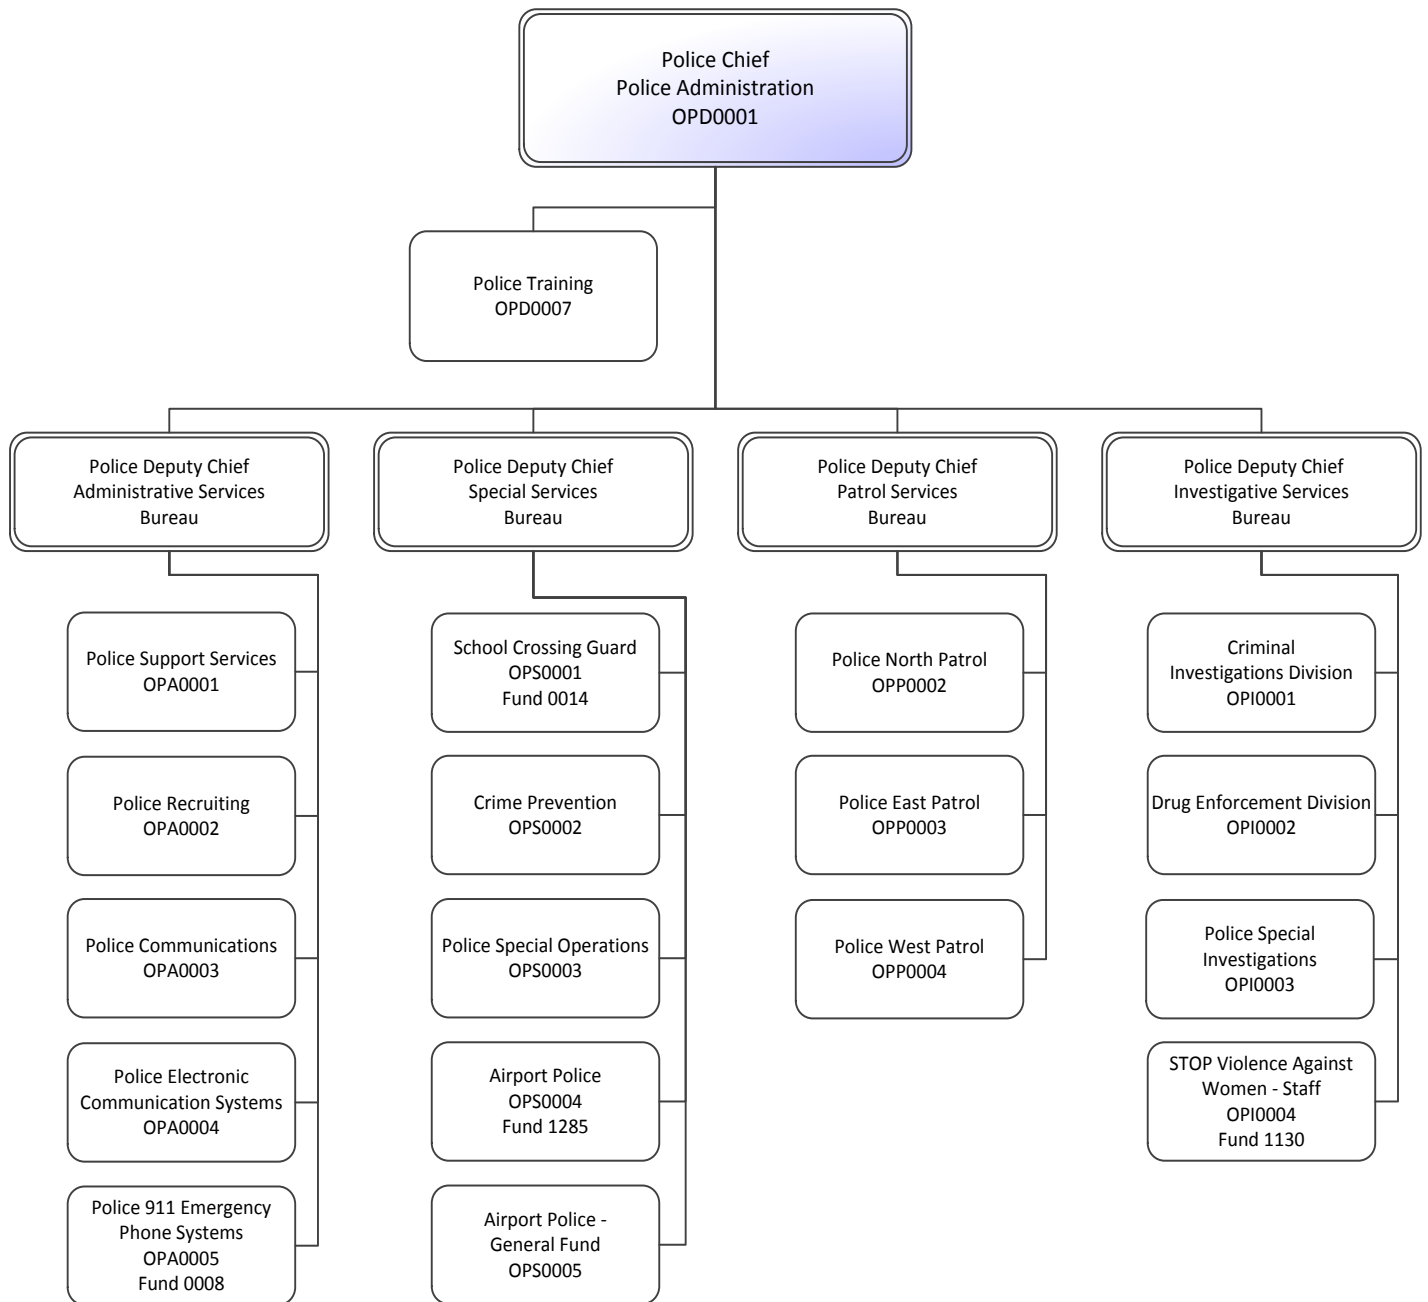 Police Chief
Police Administration
OPD0001
Police Training
OPD0007
Police Deputy Chief
Administrative Services
Bureau
Police Deputy Chief
Special Services
Bureau
Police Deputy Chief
Patrol Services
Bureau
Police Deputy Chief
Investigative Services
Bureau
Police Support Services
OPA0001
Police Recruiting
OPA0002
Police Communications
OPA0003
Police Electronic
Communication Systems
OPA0004
Police 911 Emergency
Phone Systems
OPA0005
Fund 0008
School Crossing Guard
OPS0001
Fund 0014
Crime Prevention
OPS0002
Police Special Operations
OPS0003
Airport Police
OPS0004
Fund 1285
Airport Police -
General Fund
OPS0005
Police North Patrol
OPP0002
Police East Patrol
OPP0003
Police West Patrol
OPP0004
Criminal
Investigations Division
OPI0001
Drug Enforcement Division
OPI0002
Police Special
Investigations
OPI0003
STOP Violence Against
Women - Staff
OPI0004
Fund 1130